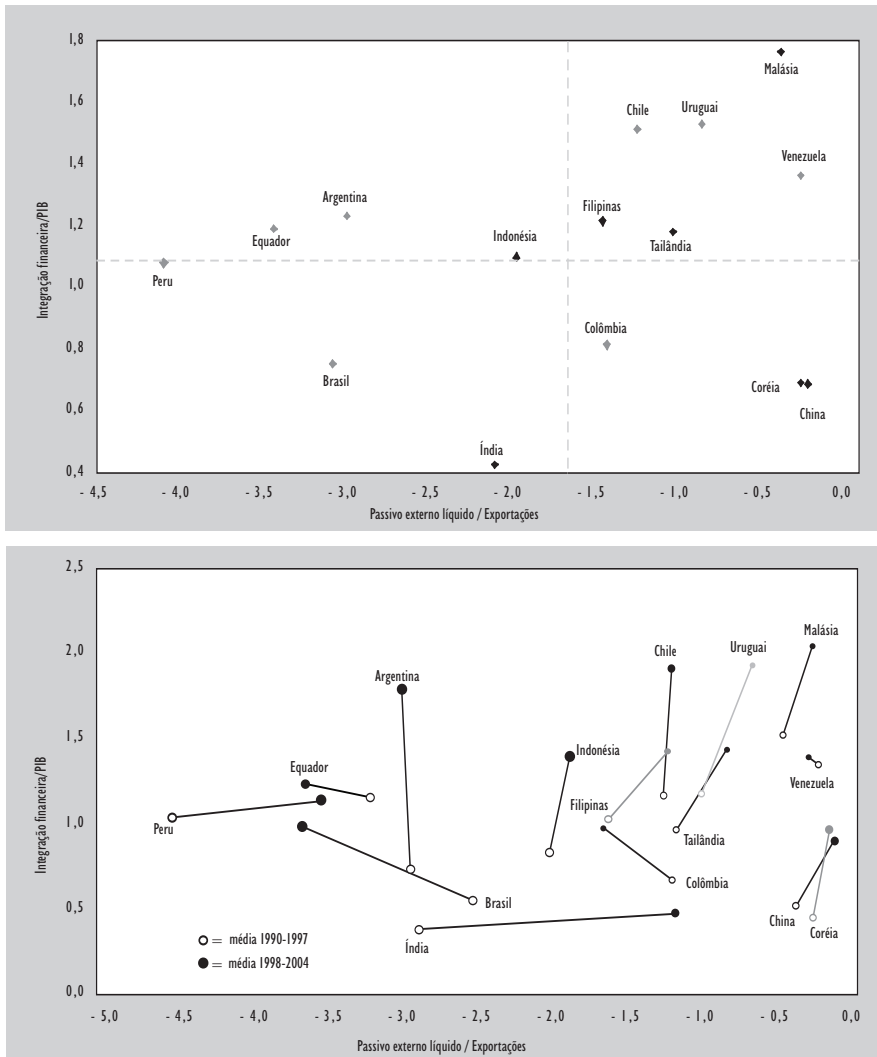 1,8
Malásia
1,6
Chile
Uruguai
1,4
Venezuela
Argentina
Filipinas
1,2
Equador
Indonésia
Tailândia
Integração financeira/PIB
Peru
1,0
Colômbia
0,8
Brasil
Coréia
0,6
China
Índia
0,4
- 4,5 - 4,0 - 3,5 - 3,0 - 2,5 - 2,0 - 1,5 - 1,0 - 0,5 0,0
Passivo externo líquido / Exportações
2,5
Malásia
2,0
Chile
Uruguai
Argentina
1,5
Indonésia
Equador
Venezuela
Integração financeira/PIB
1,0
Filipinas
Peru
Tailândia
Colômbia
0,5
Brasil
China
Coréia
Índia
= média 1990-1997
= média 1998-2004
0,0
- 5,0 - 4,5 - 4,0 - 3,5 - 3,0 - 2,5 - 2,0 - 1,5 - 1,0 - 0,5 0,0
Passivo externo líquido / Exportações